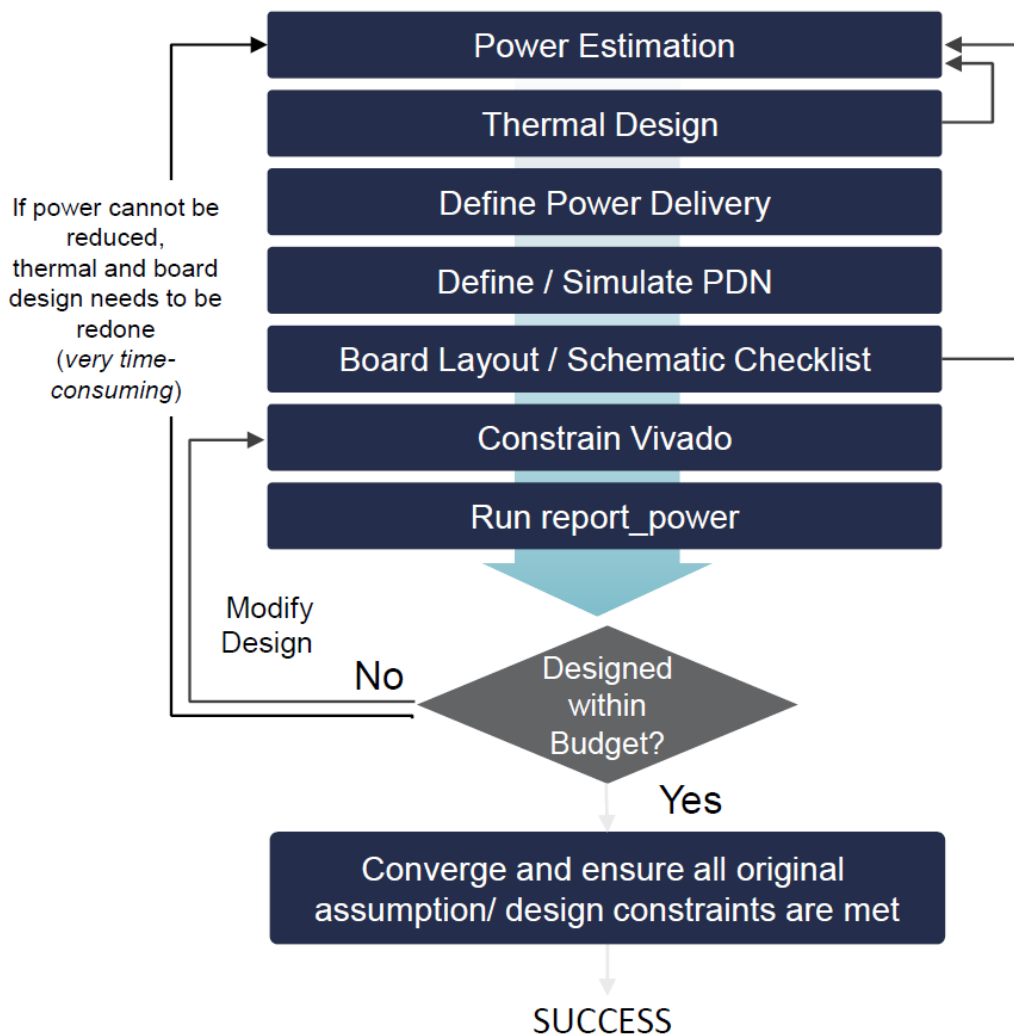 Power Estimation
Thermal Design
Define Power Delivery
Define / Simulate PDN
Board Layout / Schematic Checklist
Constrain Vivado
Run report_power
If power cannot be
reduced,
thermal and board
design needs to be
redone
(very time-
consuming)
Modify
Design
No
Designed
within
Budget?
Yes
Converge and ensure all original
assumption/ design constraints are met
SUCCESS